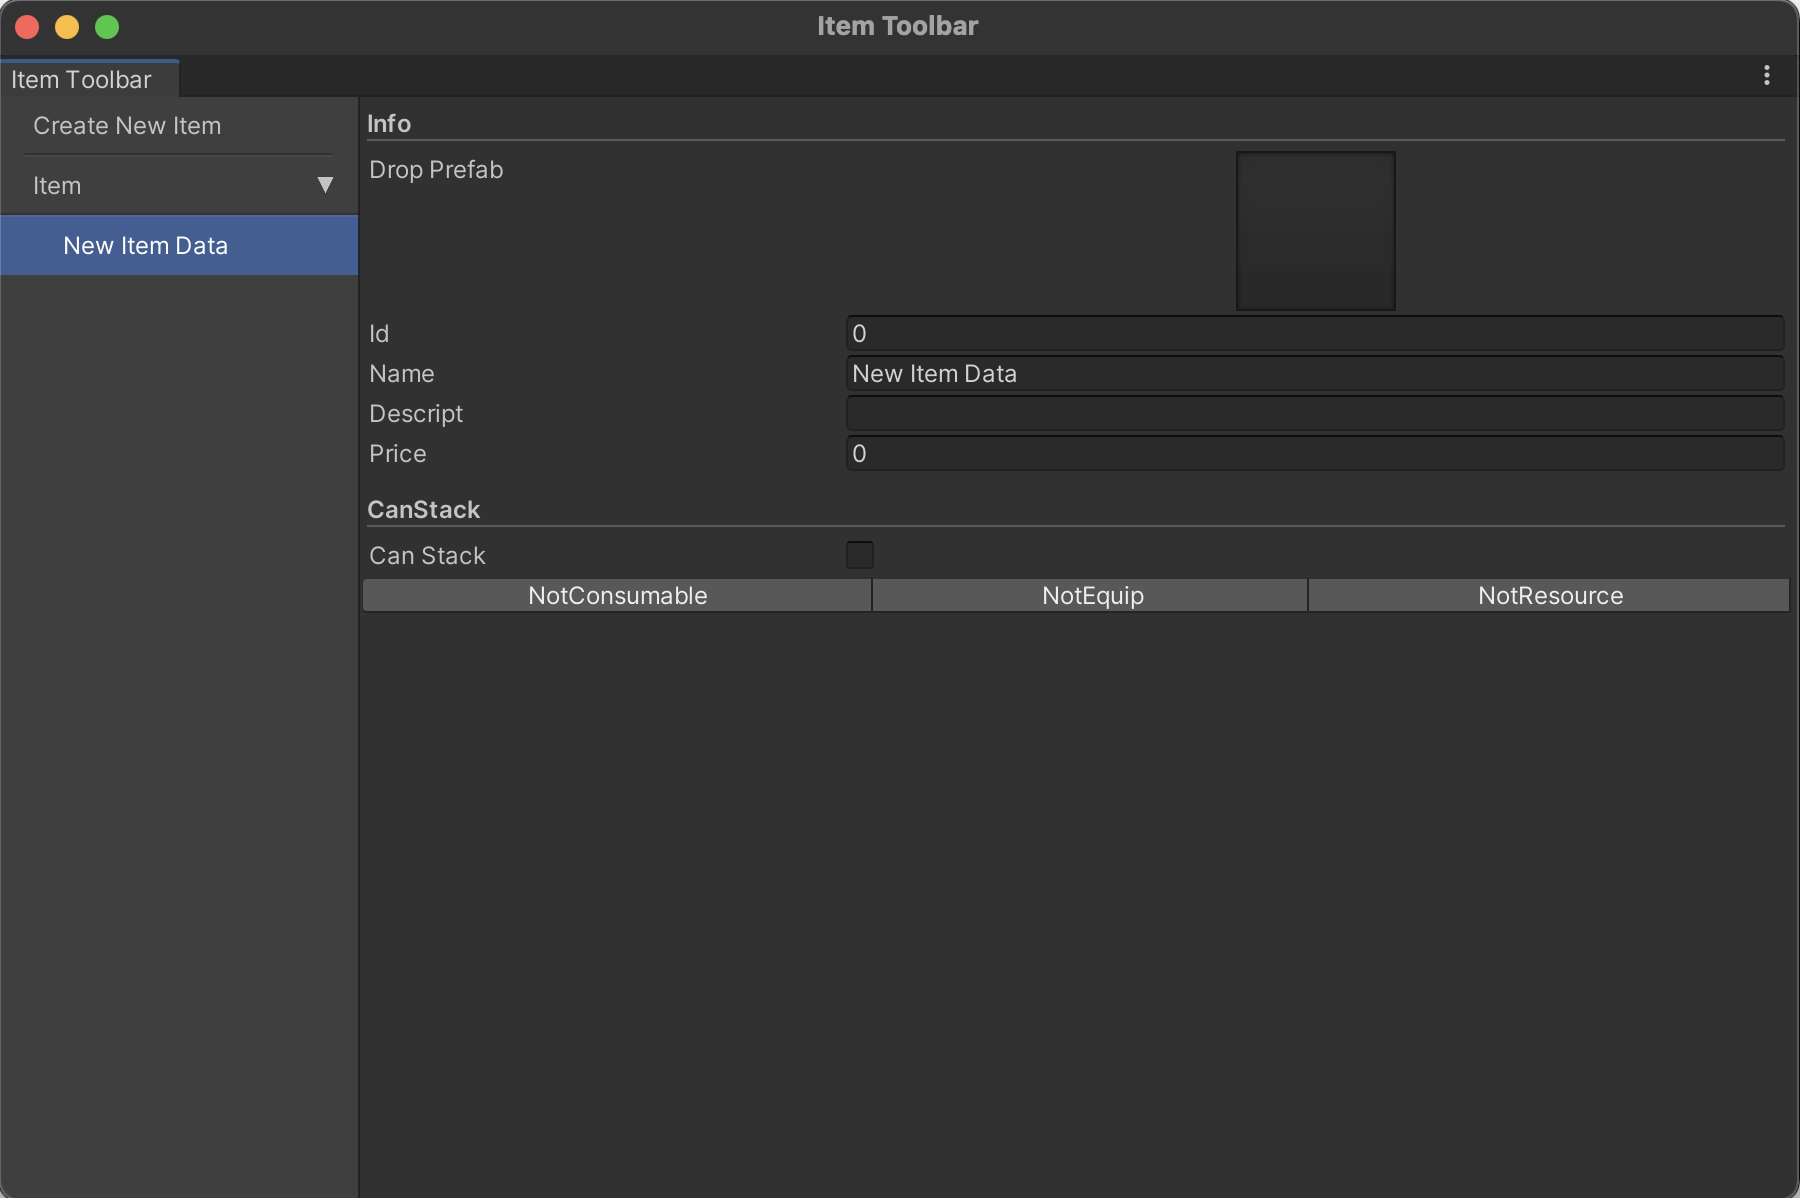 Item Toolbar
Item Toolbar
Create New Item
Item
New Item Data
Info
Drop Prefab
Id 0
Name New Item Data
Descript
Price 0
CanStack
Can Stack
NotConsumable NotEquip NotResource